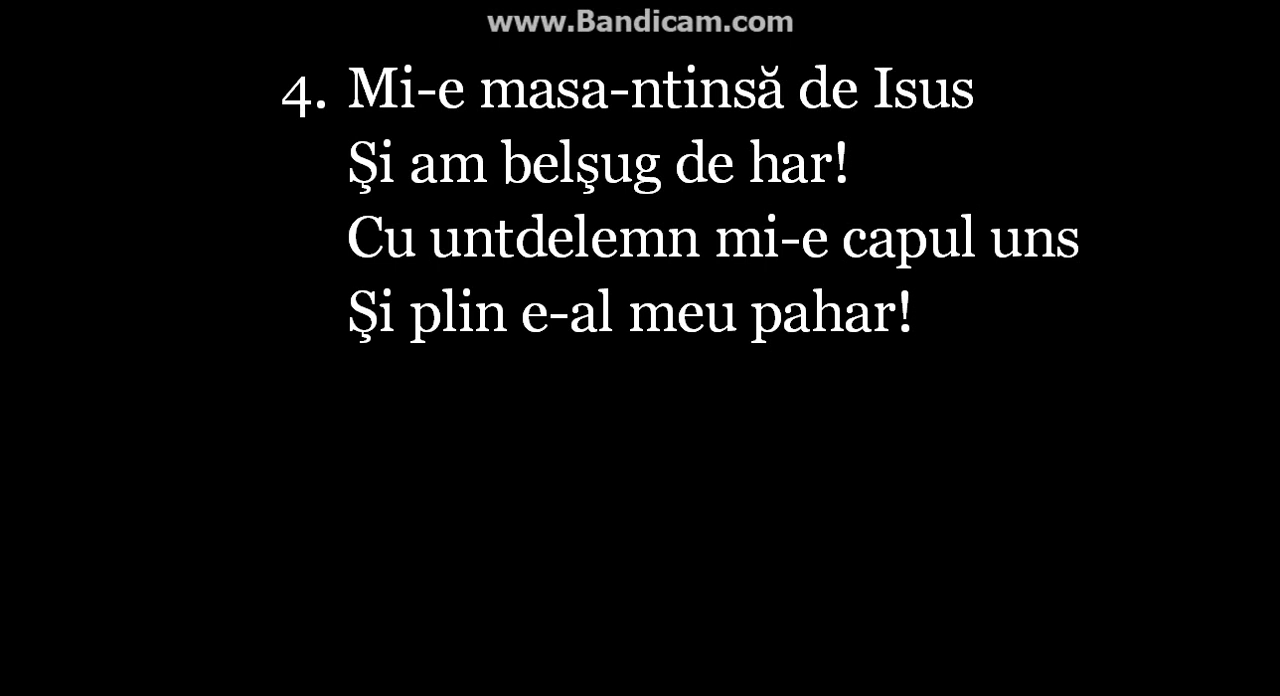 www.Bandicam.com
4. Mi-e masa-ntinsă de Isus
Şi am belşug de har!
Cu untdelemn mi-e capul uns
Şi plin e-al meu pahar!